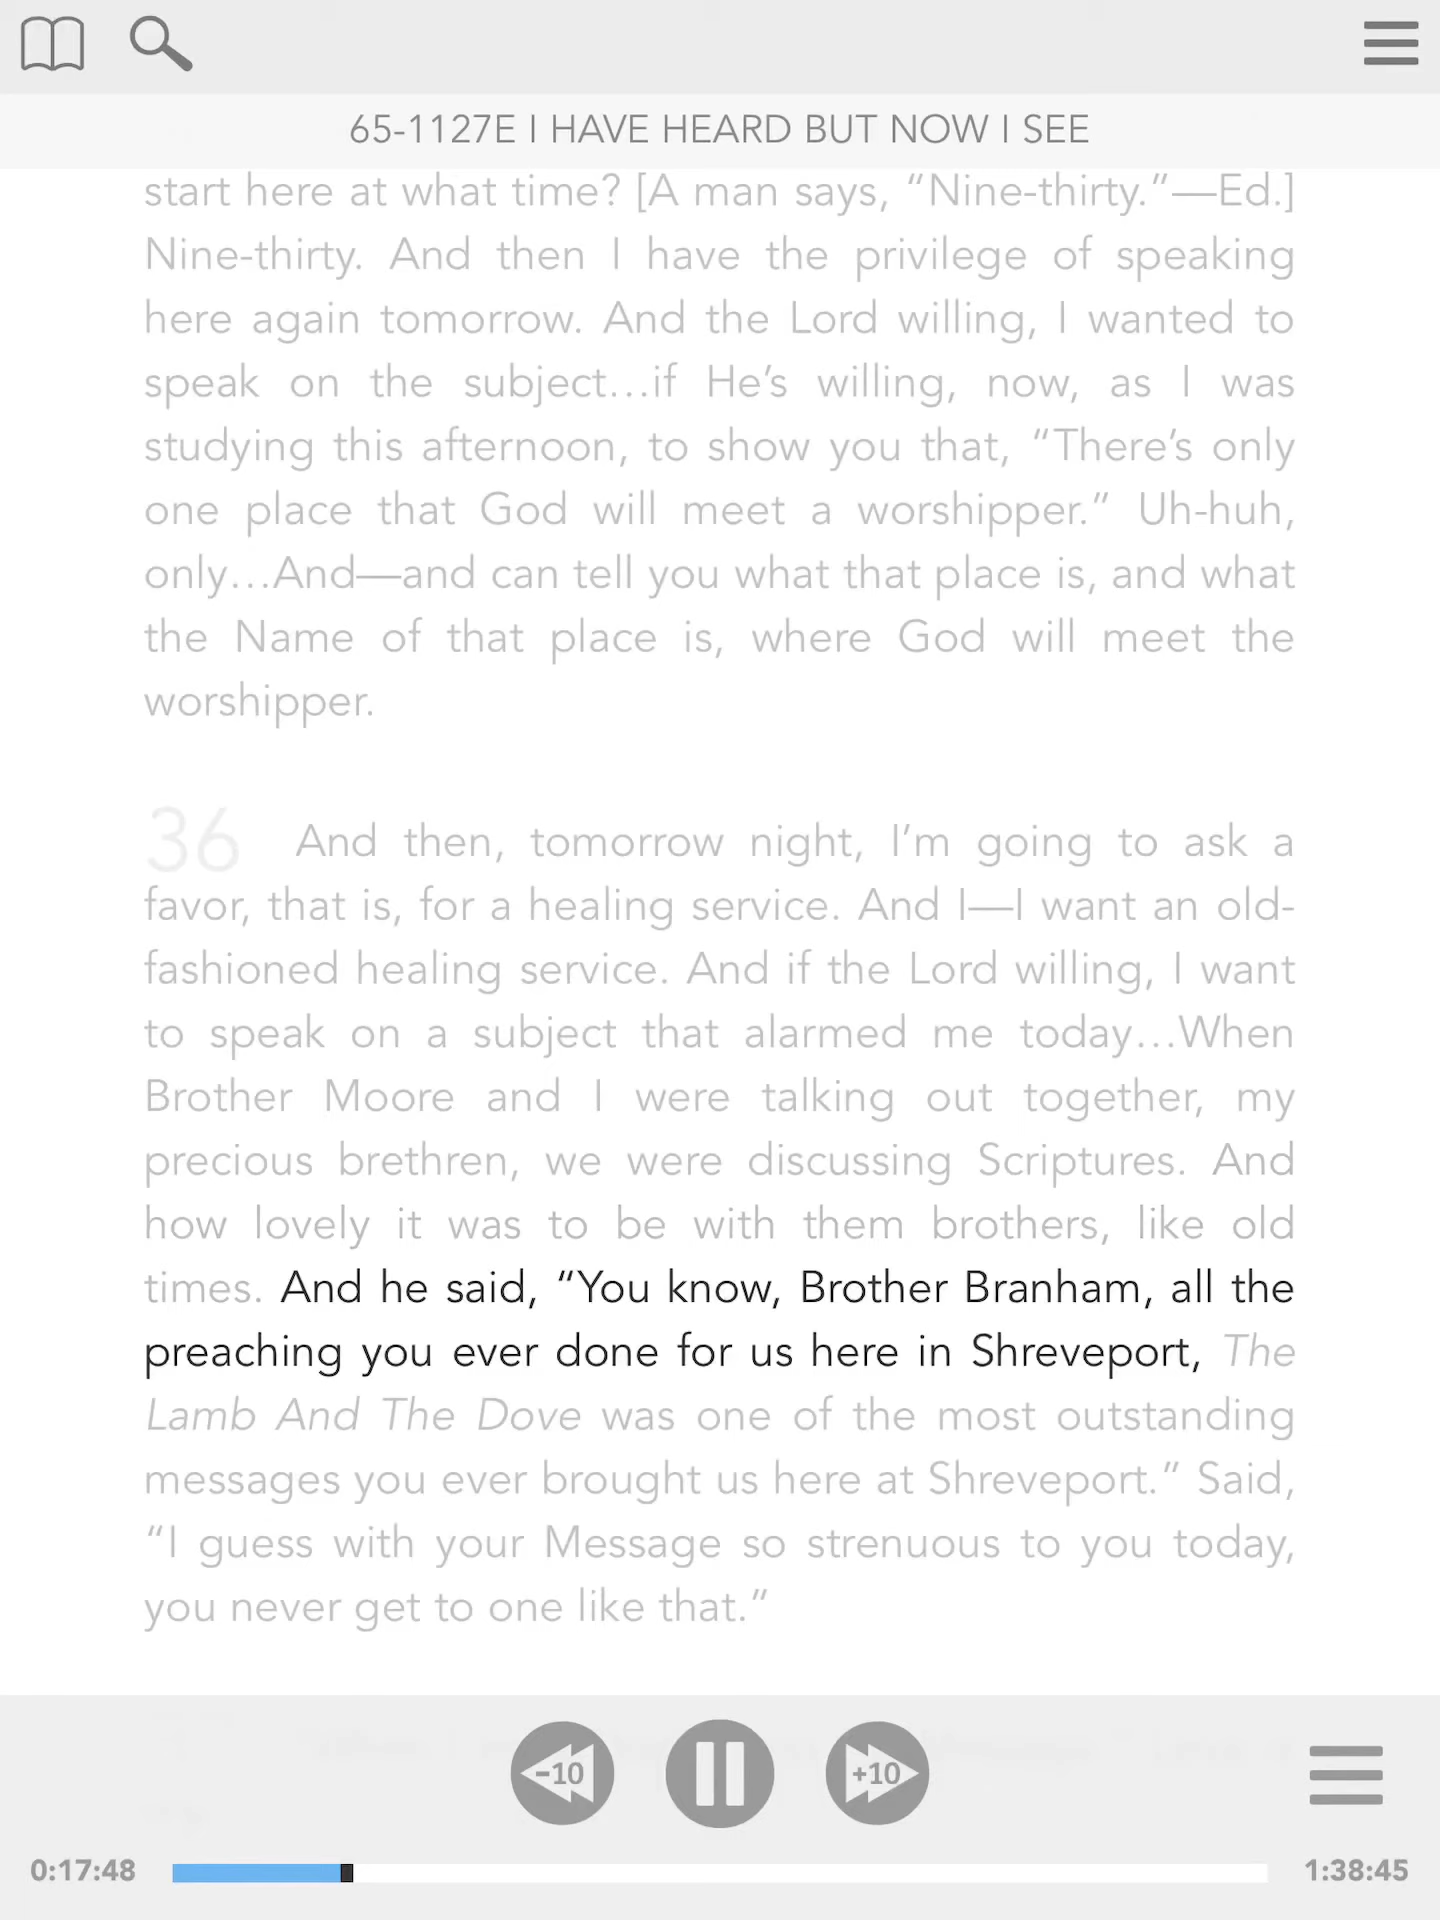 65-1127E I HAVE HEARD BUT NOW I SEE
start here at what time? [A man says, “Nine-thirty.”—Ed.]
Nine-thirty. And then I have the privilege of speaking
here again tomorrow. And the Lord willing, I wanted to
speak on the subject…if He’s willing, now, as I was
studying this afternoon, to show you that, “There’s only
one place that God will meet a worshipper.” Uh-huh,
only…And—and can tell you what that place is, and what
the Name of that place is, where God will meet the
worshipper.
36 And then, tomorrow night, I’m going to ask a
favor, that is, for a healing service. And I—I want an old-
fashioned healing service. And if the Lord willing, I want
to speak on a subject that alarmed me today…When
Brother Moore and I were talking out together, my
precious brethren, we were discussing Scriptures. And
how lovely it was to be with them brothers, like old
times. And he said, “You know, Brother Branham, all the
preaching you ever done for us here in Shreveport, The
Lamb And The Dove was one of the most outstanding
messages you ever brought us here at Shreveport.” Said,
“I guess with your Message so strenuous to you today,
you never get to one like that.”
-10 +10
0:17:48 1:38:45